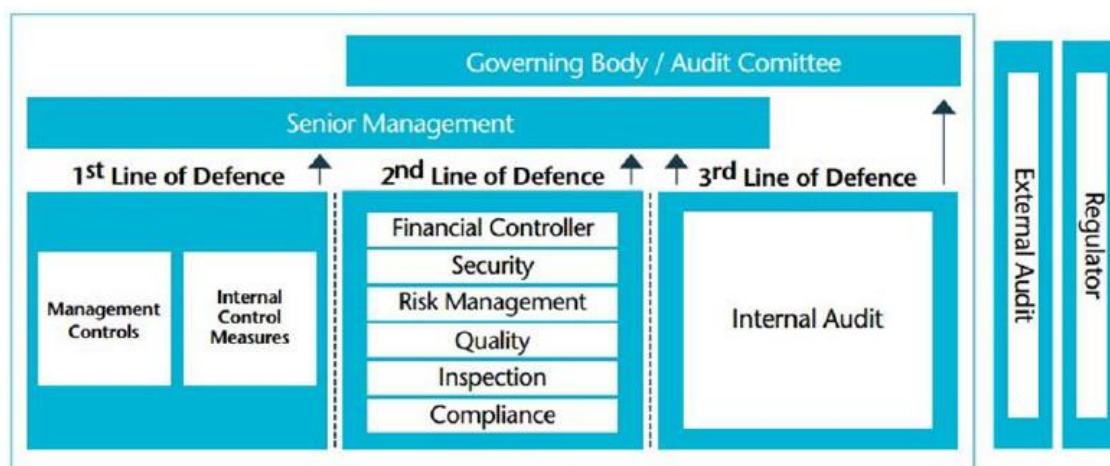 Governing Body / Audit Comittee
Senior Management
1st Line of Defence
2nd Line of Defence
3rd Line of Defence
Management
Controls
Internal
Control
Measures
Financial Controller
Security
Risk Management
Quality
Inspection
Compliance
Internal Audit
External Audit
Regulator